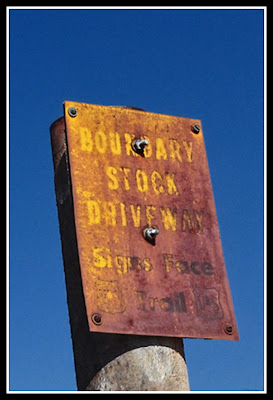 BOUNDARY
STOCK
DRIVEWAY
Signs Face
Trail